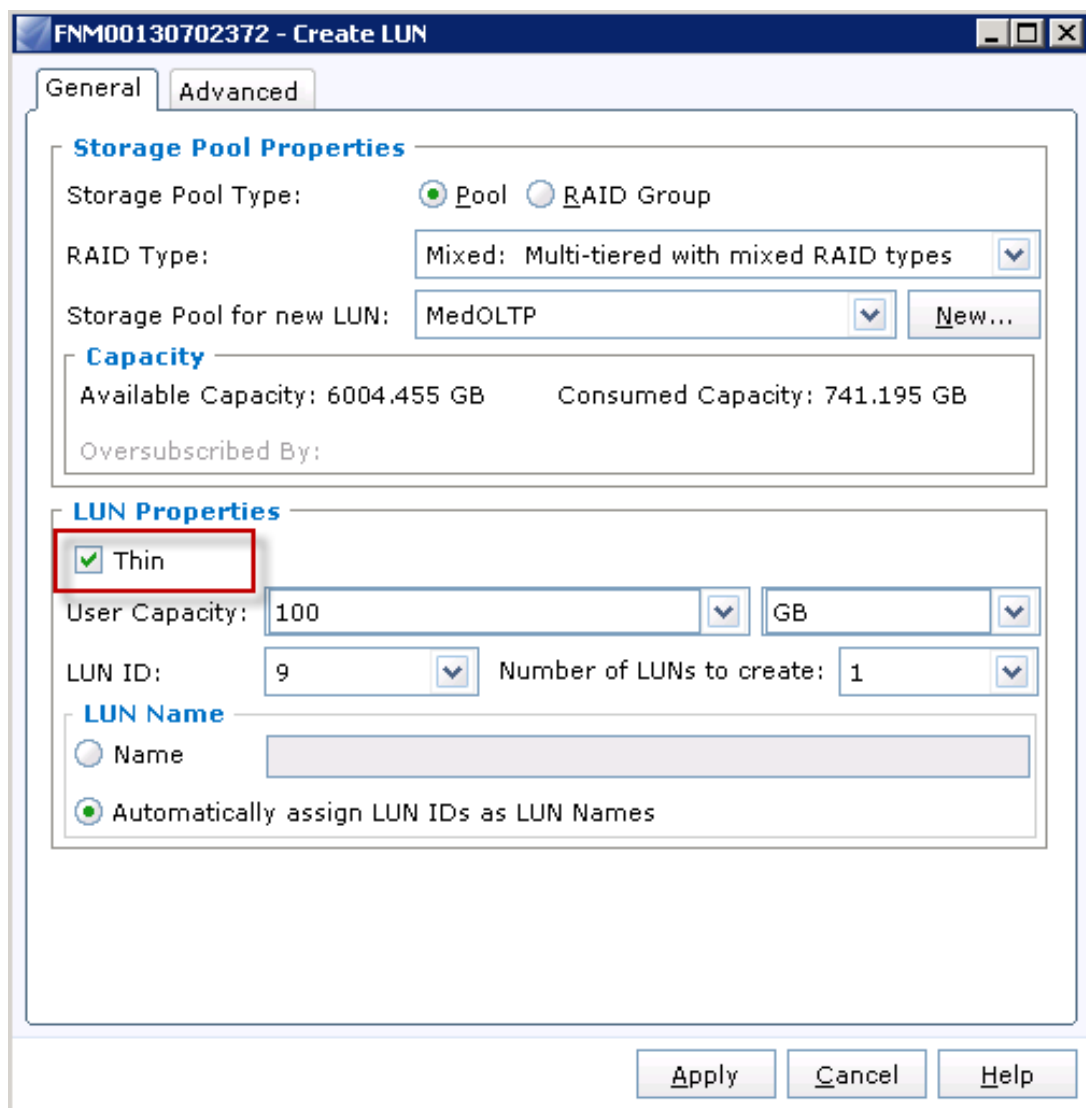 FNM00130702372 - Create LUN
General Advanced
Storage Pool Properties
Storage Pool Type: Pool RAID Group
RAID Type: Mixed: Multi-tiered with mixed RAID types
Storage Pool for new LUN: MedOLTP New...
Capacity
Available Capacity: 6004.455 GB Consumed Capacity: 741.195 GB
Oversubscribed By:
LUN Properties
Thin
User Capacity: 100 GB
LUN ID: 9 Number of LUNs to create: 1
LUN Name
Name
Automatically assign LUN IDs as LUN Names
Apply Cancel Help